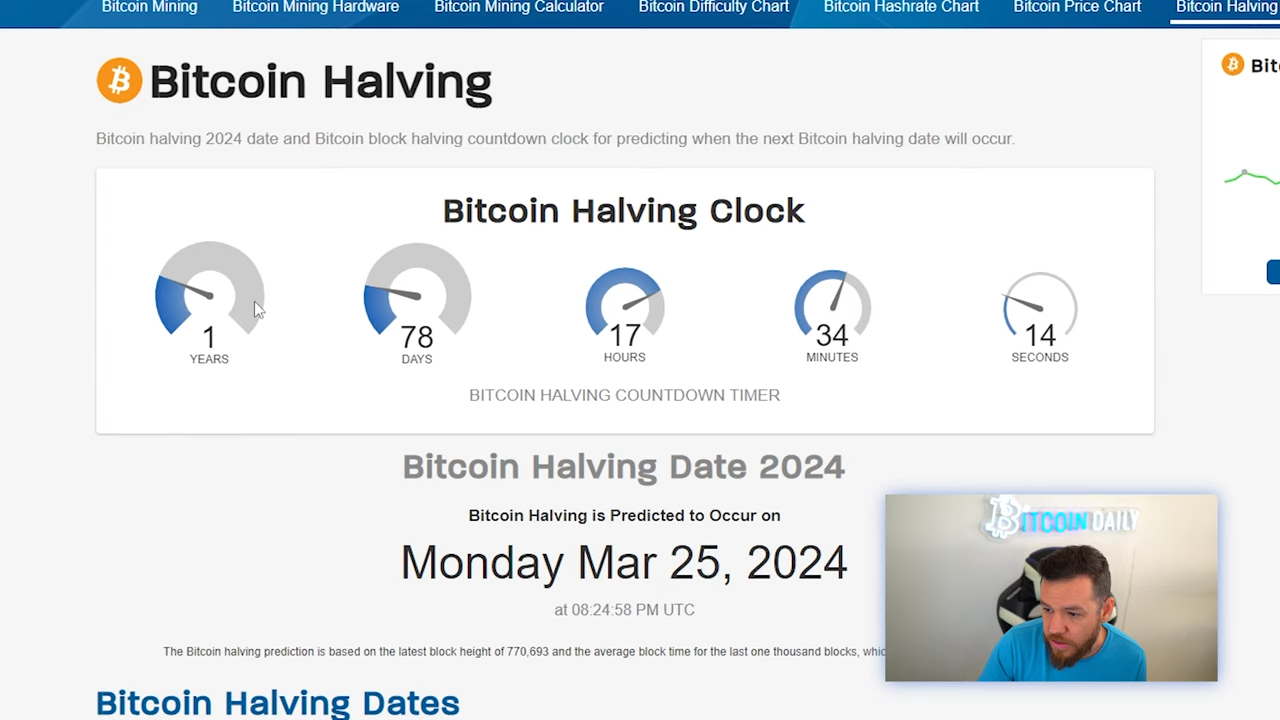 Bitcoin Mining Bitcoin Mining Hardware Bitcoin Mining Calculator Bitcoin Difficulty Chart Bitcoin Hashrate Chart Bitcoin Price Chart Bitcoin Halving
Bitcoin Halving
Bitcoin halving 2024 date and Bitcoin block halving countdown clock for predicting when the next Bitcoin halving date will occur.
Bitcoin Halving Clock
1 78 17 34 14
YEARS DAYS HOURS MINUTES SECONDS
BITCOIN HALVING COUNTDOWN TIMER
Bitcoin Halving Date 2024
Bitcoin Halving is Predicted to Occur on
Monday Mar 25, 2024
at 08:24:58 PM UTC
The Bitcoin halving prediction is based on the latest block height of 770,693 and the average block time for the last one thousand blocks,
Bitcoin Halving Dates
BITCOIN DAILY